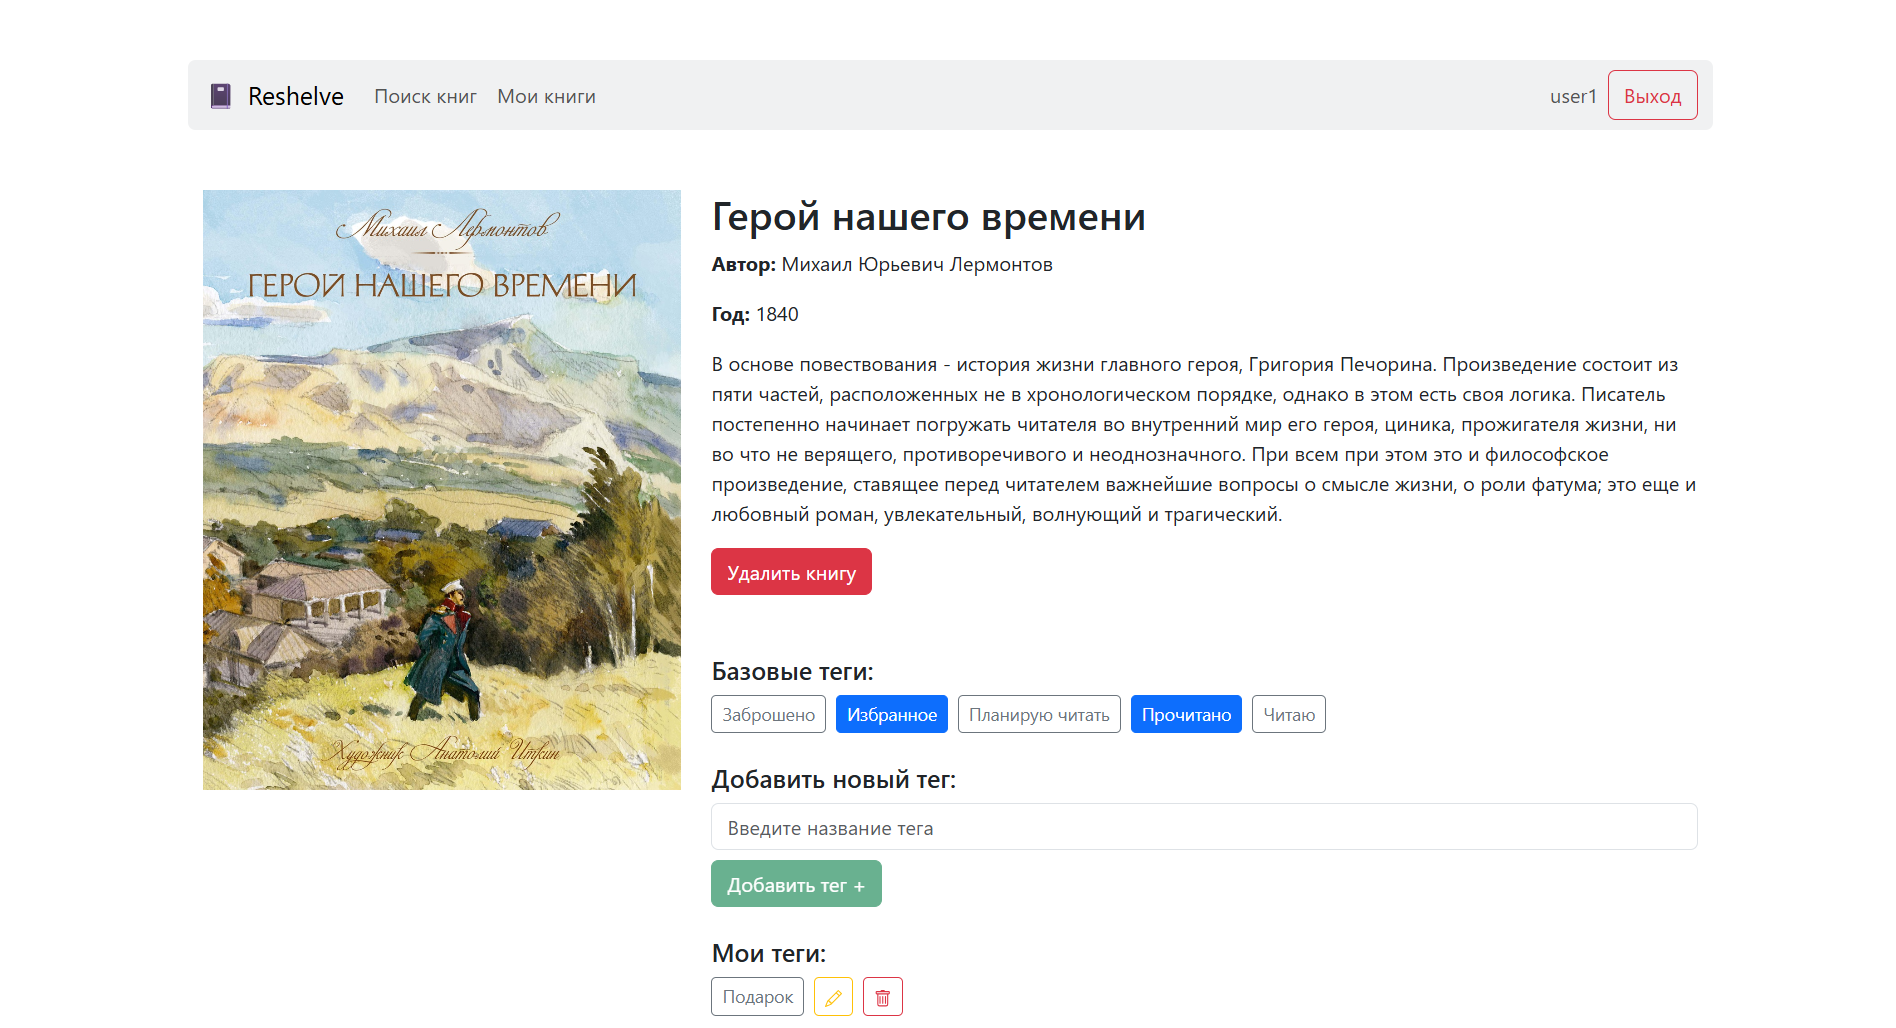 Reshelve Поиск книг Мои книги user1 Выход
Михаил Лермонтов
ГЕРОЙ НАШЕГО ВРЕМЕНИ
Художник Анатолий Иткин
Герой нашего времени
Автор: Михаил Юрьевич Лермонтов
Год: 1840
В основе повествования - история жизни главного героя, Григория Печорина. Произведение состоит из
пяти частей, расположенных не в хронологическом порядке, однако в этом есть своя логика. Писатель
постепенно начинает погружать читателя во внутренний мир его героя, циника, прожигателя жизни, ни
во что не верящего, противоречивого и неоднозначного. При всем при этом это и философское
произведение, ставящее перед читателем важнейшие вопросы о смысле жизни, о роли фатума; это еще и
любовный роман, увлекательный, волнующий и трагический.
Удалить книгу
Базовые теги:
Заброшено Избранное Планирую читать Прочитано Читаю
Добавить новый тег:
Введите название тега
Добавить тег +
Мои теги:
Подарок